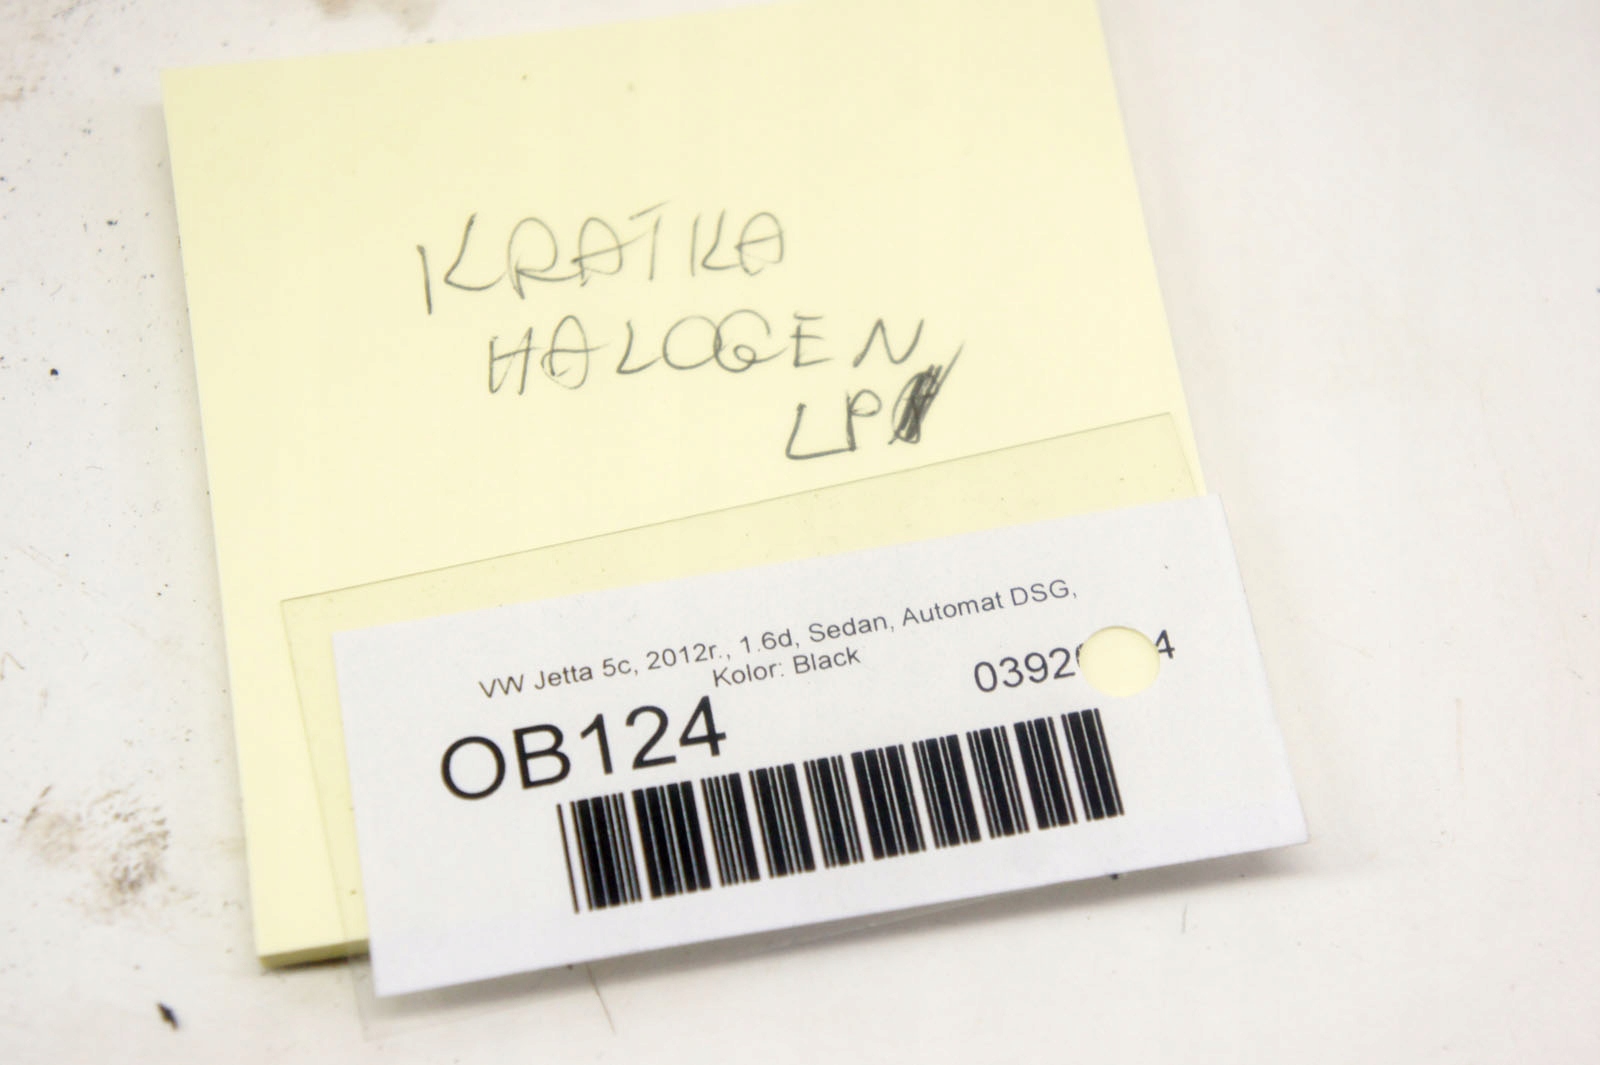 KRATKA
HALOGEN
LP
VW Jetta 5c, 2012r., 1.6d, Sedan, Automat DSG,
Kolor: Black
OB124